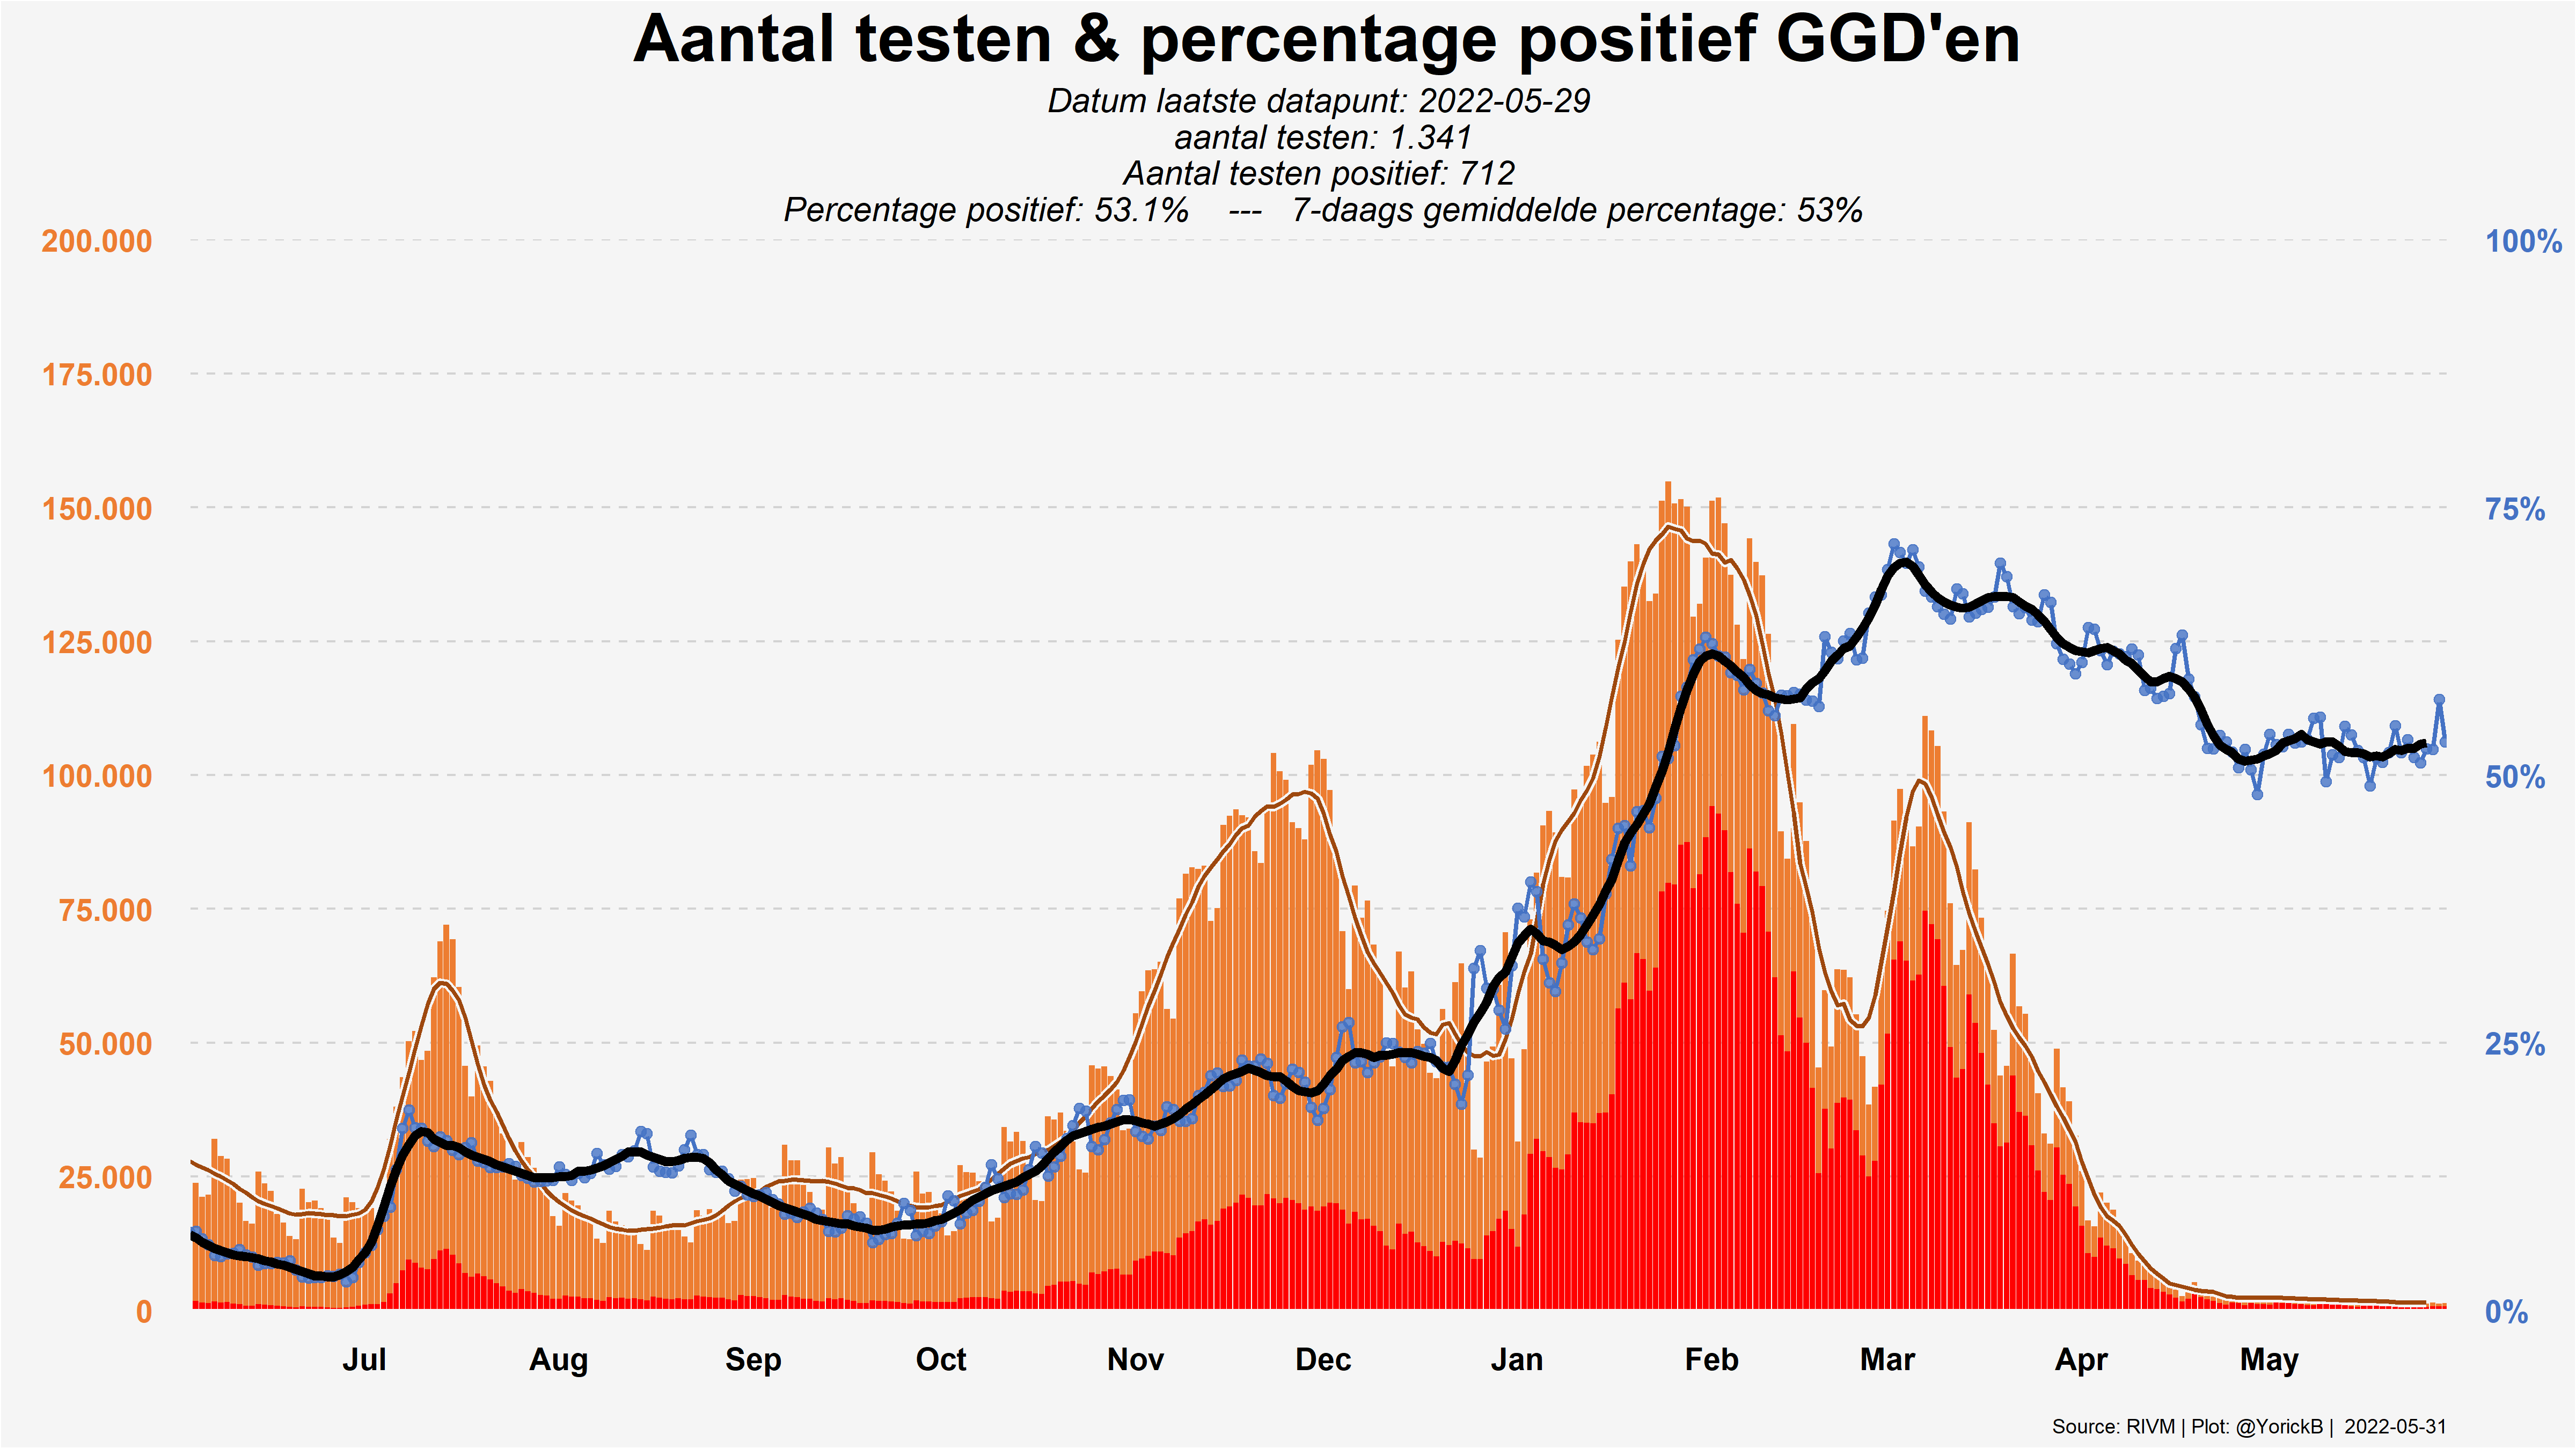 Aantal testen & percentage positief GGD'en
Datum laatste datapunt: 2022-05-29
aantal testen: 1.341
Aantal testen positief: 712
Percentage positief: 53.1% --- 7-daags gemiddelde percentage: 53%
200.000
100%
175.000
150.000
75%
125.000
100.000
50%
75.000
50.000
25%
25.000
0
0%
Jul Aug Sep Oct Nov Dec Jan Feb Mar Apr May
Source: RIVM | Plot: @YorickB | 2022-05-31